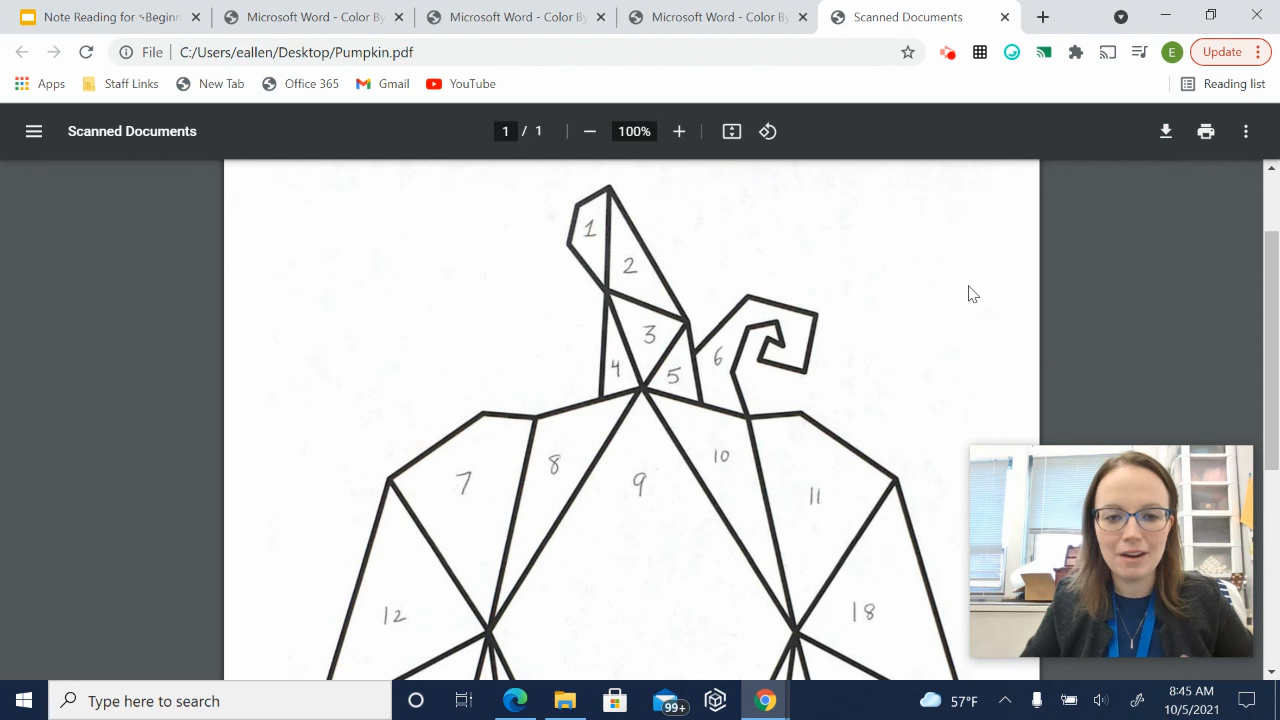 Note Reading for 𝄞Beginn
Microsoft Word - Color By
Microsoft Word - Color By
Microsoft Word - Color By
Scanned Documents
File
C:/Users/eallen/Desktop/Pumpkin.pdf
E
Update
Apps
Staff Links
New Tab
Office 365
Gmail
YouTube
Reading list
Scanned Documents
1 / 1
100%
1
2
3
4
5
6
7
8
9
10
11
12
18
Type here to search
99+
57°F
8:45 AM
10/5/2021